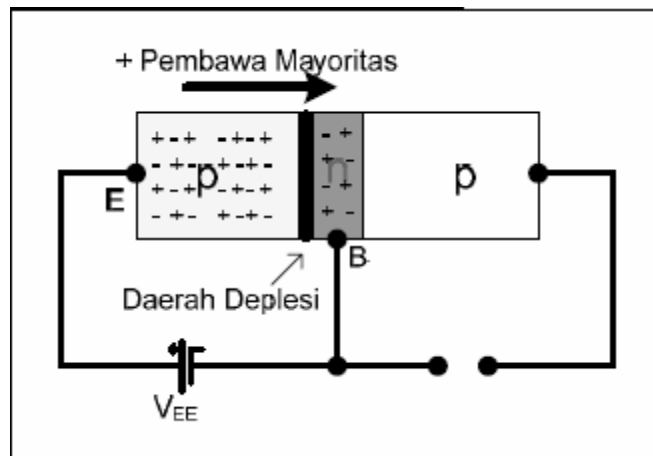 + Pembawa Mayoritas
+-+ +-+-
-+- -+-+
+-+ +-+-
- +- +-+
p
- +
+ -
- +
+ -
n
p
E
B
Daerah Deplesi
+
VEE